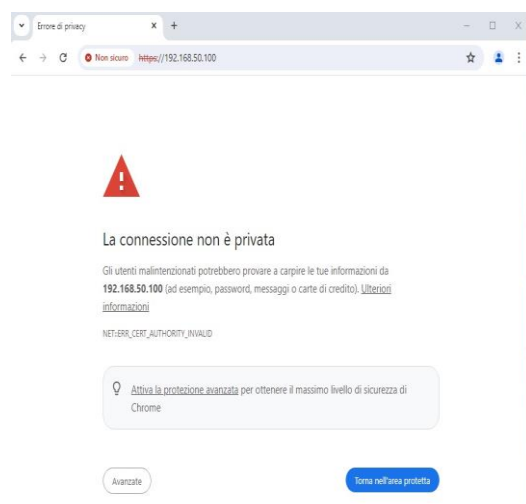 Errore di privacy
Non sicuro https://192.168.50.100
La connessione non è privata
Gli utenti malintenzionati potrebbero provare a carpire le tue informazioni da
192.168.50.100 (ad esempio, password, messaggi o carte di credito). Ulteriori
informazioni
NET::ERR_CERT_AUTHORITY_INVALID
Attiva la protezione avanzata per ottenere il massimo livello di sicurezza di
Chrome
Avanzate
Torna nell'area protetta